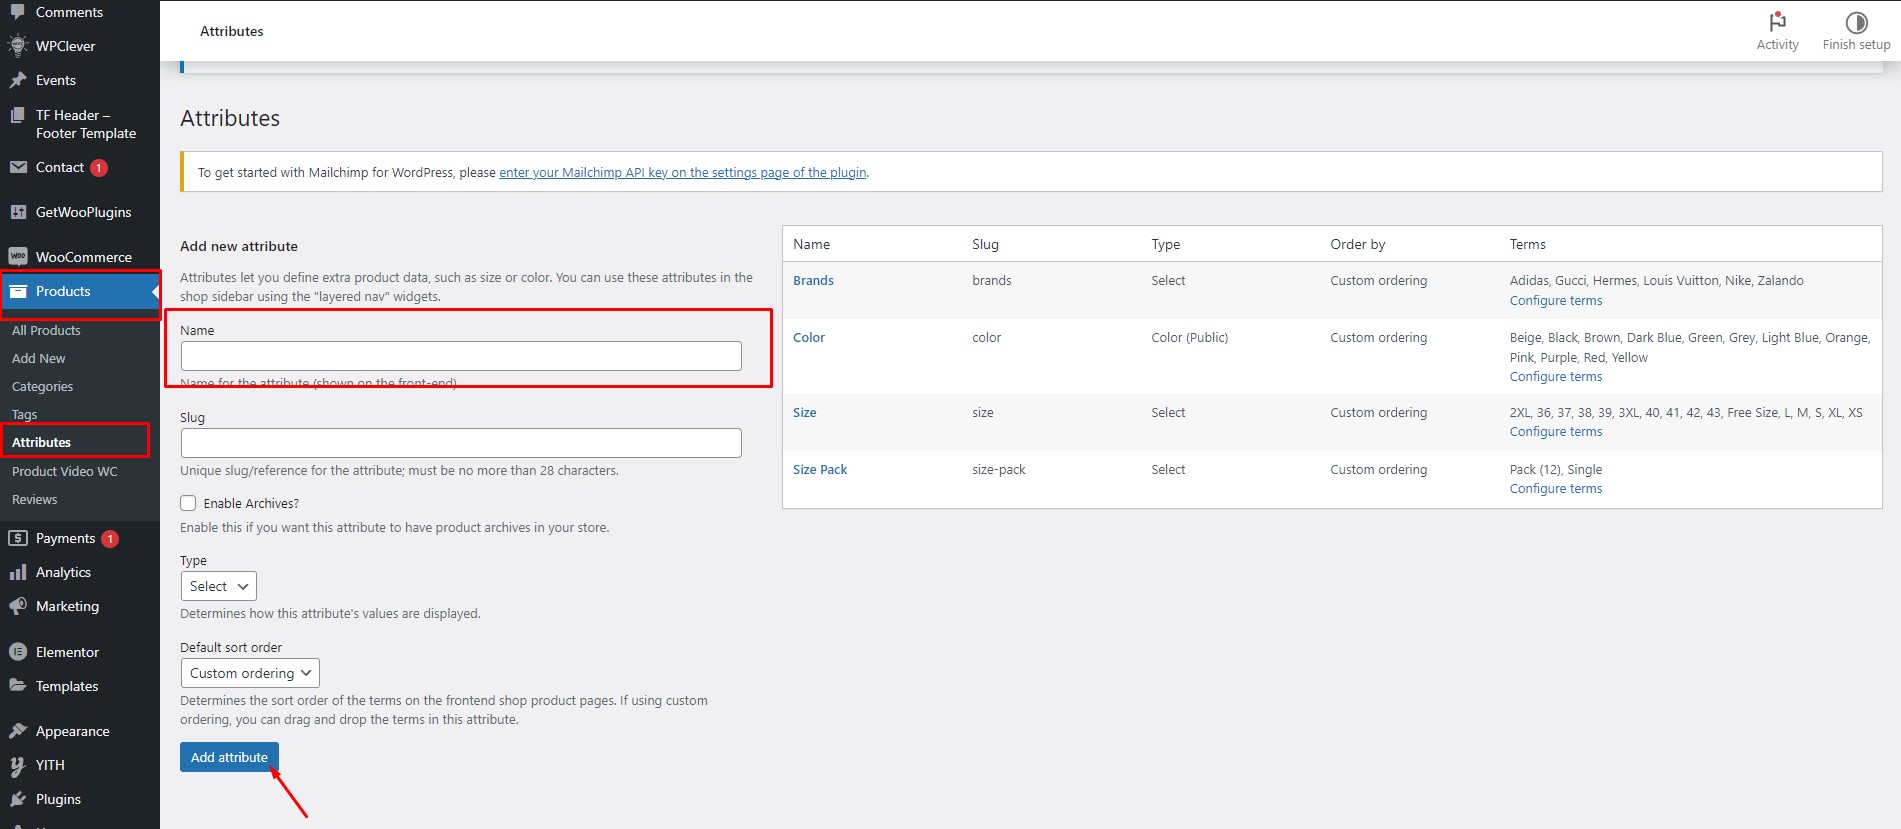 Comments
WPClever
Events
TF Header –
Footer Template
Contact 1
GetWooPlugins
WooCommerce
Products
All Products
Add New
Categories
Tags
Attributes
Product Video WC
Reviews
Payments 1
Analytics
Marketing
Elementor
Templates
Appearance
YITH
Plugins
Attributes
Activity
Finish setup
Attributes
To get started with Mailchimp for WordPress, please enter your Mailchimp API key on the settings page of the plugin.
Add new attribute
Attributes let you define extra product data, such as size or color. You can use these attributes in the
shop sidebar using the "layered nav" widgets.
Name
Name for the attribute (shown on the front-end).
Slug
Unique slug/reference for the attribute; must be no more than 28 characters.
Enable Archives?
Enable this if you want this attribute to have product archives in your store.
Type
Select
Determines how this attribute's values are displayed.
Default sort order
Custom ordering
Determines the sort order of the terms on the frontend shop product pages. If using custom
ordering, you can drag and drop the terms in this attribute.
Add attribute
Name Slug Type Order by Terms
Brands brands Select Custom ordering Adidas, Gucci, Hermes, Louis Vuitton, Nike, Zalando
Configure terms
Color color Color (Public) Custom ordering Beige, Black, Brown, Dark Blue, Green, Grey, Light Blue, Orange,
Pink, Purple, Red, Yellow
Configure terms
Size size Select Custom ordering 2XL, 36, 37, 38, 39, 3XL, 40, 41, 42, 43, Free Size, L, M, S, XL, XS
Configure terms
Size Pack size-pack Select Custom ordering Pack (12), Single
Configure terms